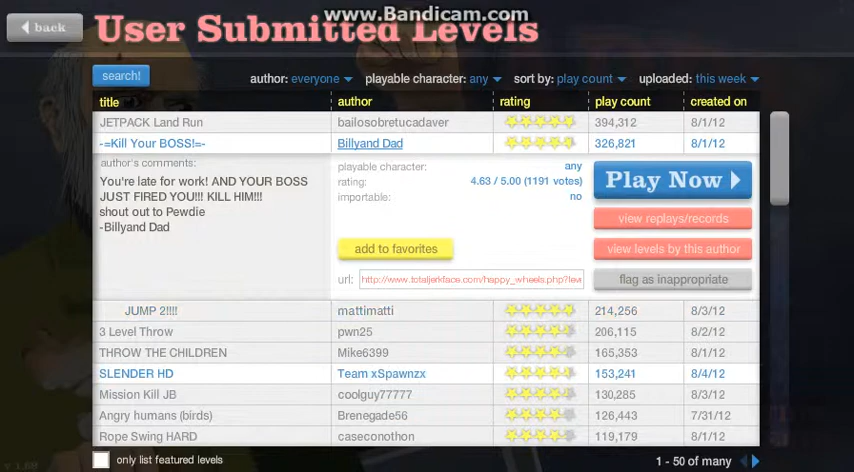 www.Bandicam.com
back
User Submitted Levels
search!
author: everyone playable character: any sort by: play count uploaded: this week
title author rating play count created on
JETPACK Land Run bailosobretucadaver 394,312 8/1/12
-=Kill Your BOSS!=- Billyand Dad 326,821 8/1/12
author's comments: playable character: any
You're late for work! AND YOUR BOSS rating: 4.63 / 5.00 (1191 votes) Play Now
JUST FIRED YOU!!! KILL HIM!!! importable: no
shout out to Pewdie view replays/records
-Billyand Dad
add to favorites view levels by this author
url: http://www.totaljerkface.com/happy_wheels.php?lev flag as inappropriate
JUMP 2!!!! mattimatti 214,256 8/3/12
3 Level Throw pwn25 206,115 8/2/12
THROW THE CHILDREN Mike6399 165,353 8/1/12
SLENDER HD Team xSpawnzx 153,241 8/4/12
Mission Kill JB coolguy77777 130,285 8/3/12
Angry humans (birds) Brenegade56 126,443 7/31/12
Rope Swing HARD caseconothon 119,179 8/1/12
only list featured levels 1 - 50 of many